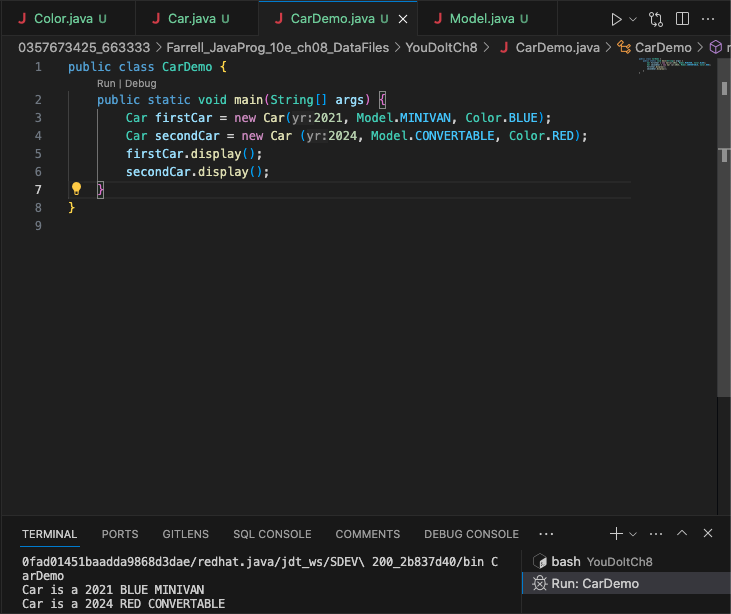 J Color.java U J Car.java U J CarDemo.java U J Model.java U
0357673425_663333 > Farrell_JavaProg_10e_ch08_DataFiles > YouDoItCh8 > J CarDemo.java > CarDemo >
1 public class CarDemo {
Run | Debug
2 public static void main(String[] args) {
3 Car firstCar = new Car(yr:2021, Model.MINIVAN, Color.BLUE);
4 Car secondCar = new Car (yr:2024, Model.CONVERTABLE, Color.RED);
5 firstCar.display();
6 secondCar.display();
7 }
8 }
9
TERMINAL PORTS GITLENS SQL CONSOLE COMMENTS DEBUG CONSOLE
0fad01451baadda9868d3dae/redhat.java/jdt_ws/SDEV\ 200_2b837d40/bin C
arDemo
Car is a 2021 BLUE MINIVAN
Car is a 2024 RED CONVERTABLE
bash YouDoItCh8
Run: CarDemo